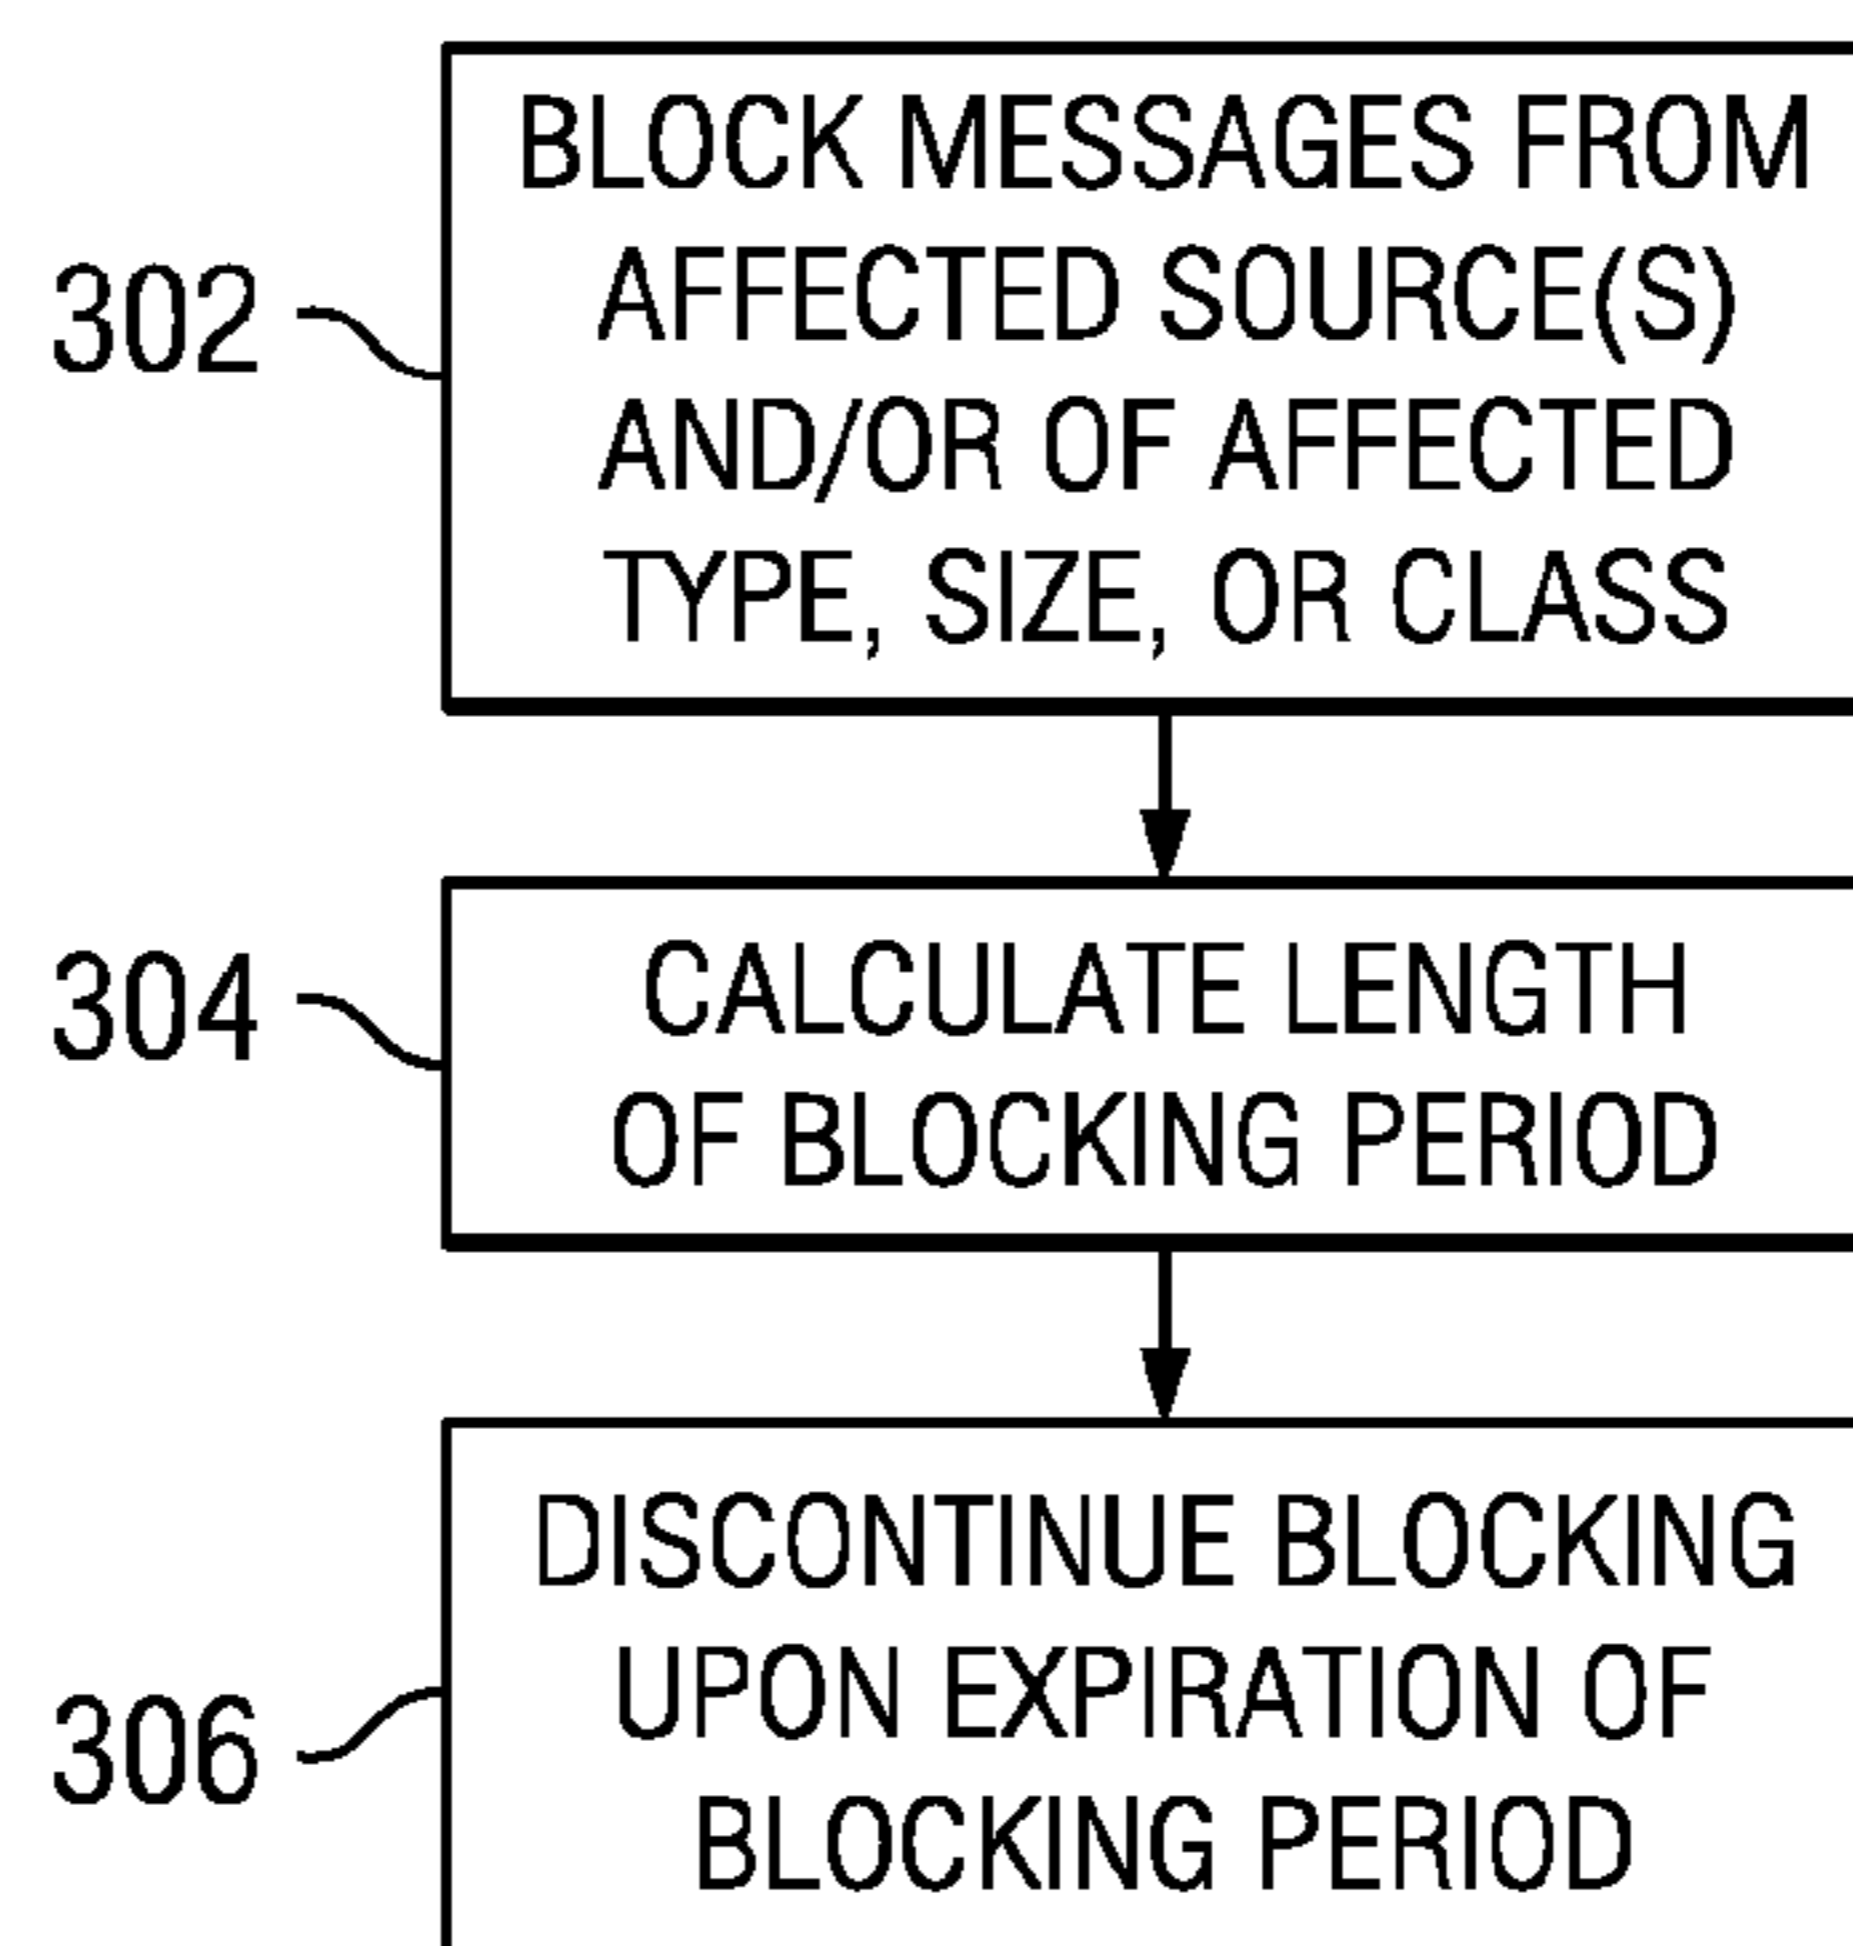 302
BLOCK MESSAGES FROM
AFFECTED SOURCE(S)
AND/OR OF AFFECTED
TYPE, SIZE, OR CLASS
304
CALCULATE LENGTH
OF BLOCKING PERIOD
306
DISCONTINUE BLOCKING
UPON EXPIRATION OF
BLOCKING PERIOD